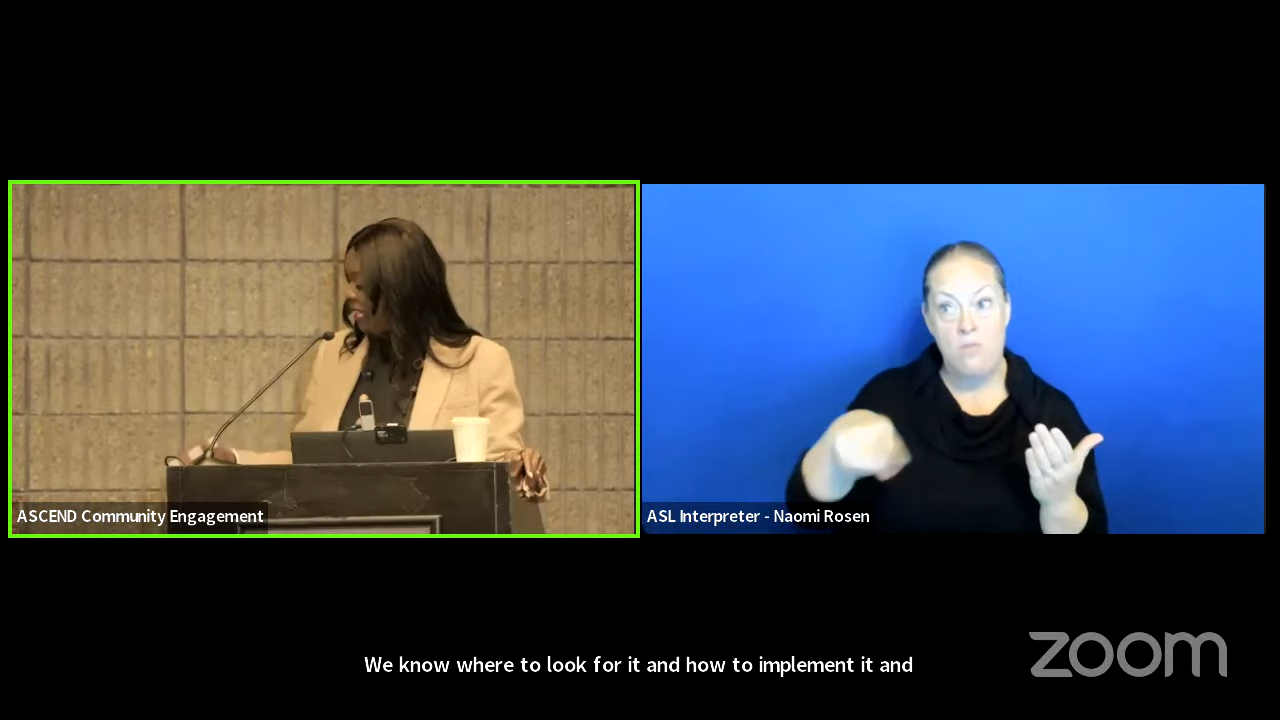 ASCEND Community Engagement
ASL Interpreter - Naomi Rosen
We know where to look for it and how to implement it and
zoom